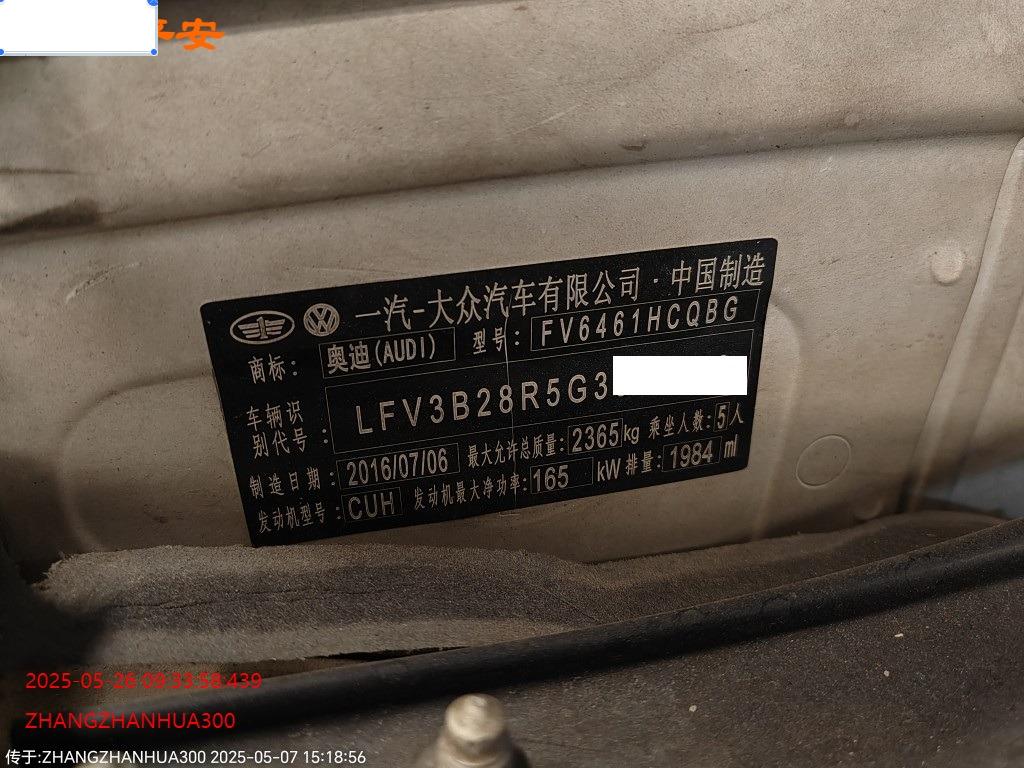 平安
一汽-大众汽车有限公司·中国制造
商标: 奥迪(AUDI) 型号: FV6461HCQBG
车辆识
别代号: LFV3B28R5G3
制造日期: 2016/07/06 最大允许总质量: 2365kg 乘坐人数: 5人
发动机型号: CUH 发动机最大净功率: 165 kW 排量: 1984 ml
2025-05-26 09:33:58.439
ZHANGZHANHUA300
传于:ZHANGZHANHUA300 2025-05-07 15:18:56